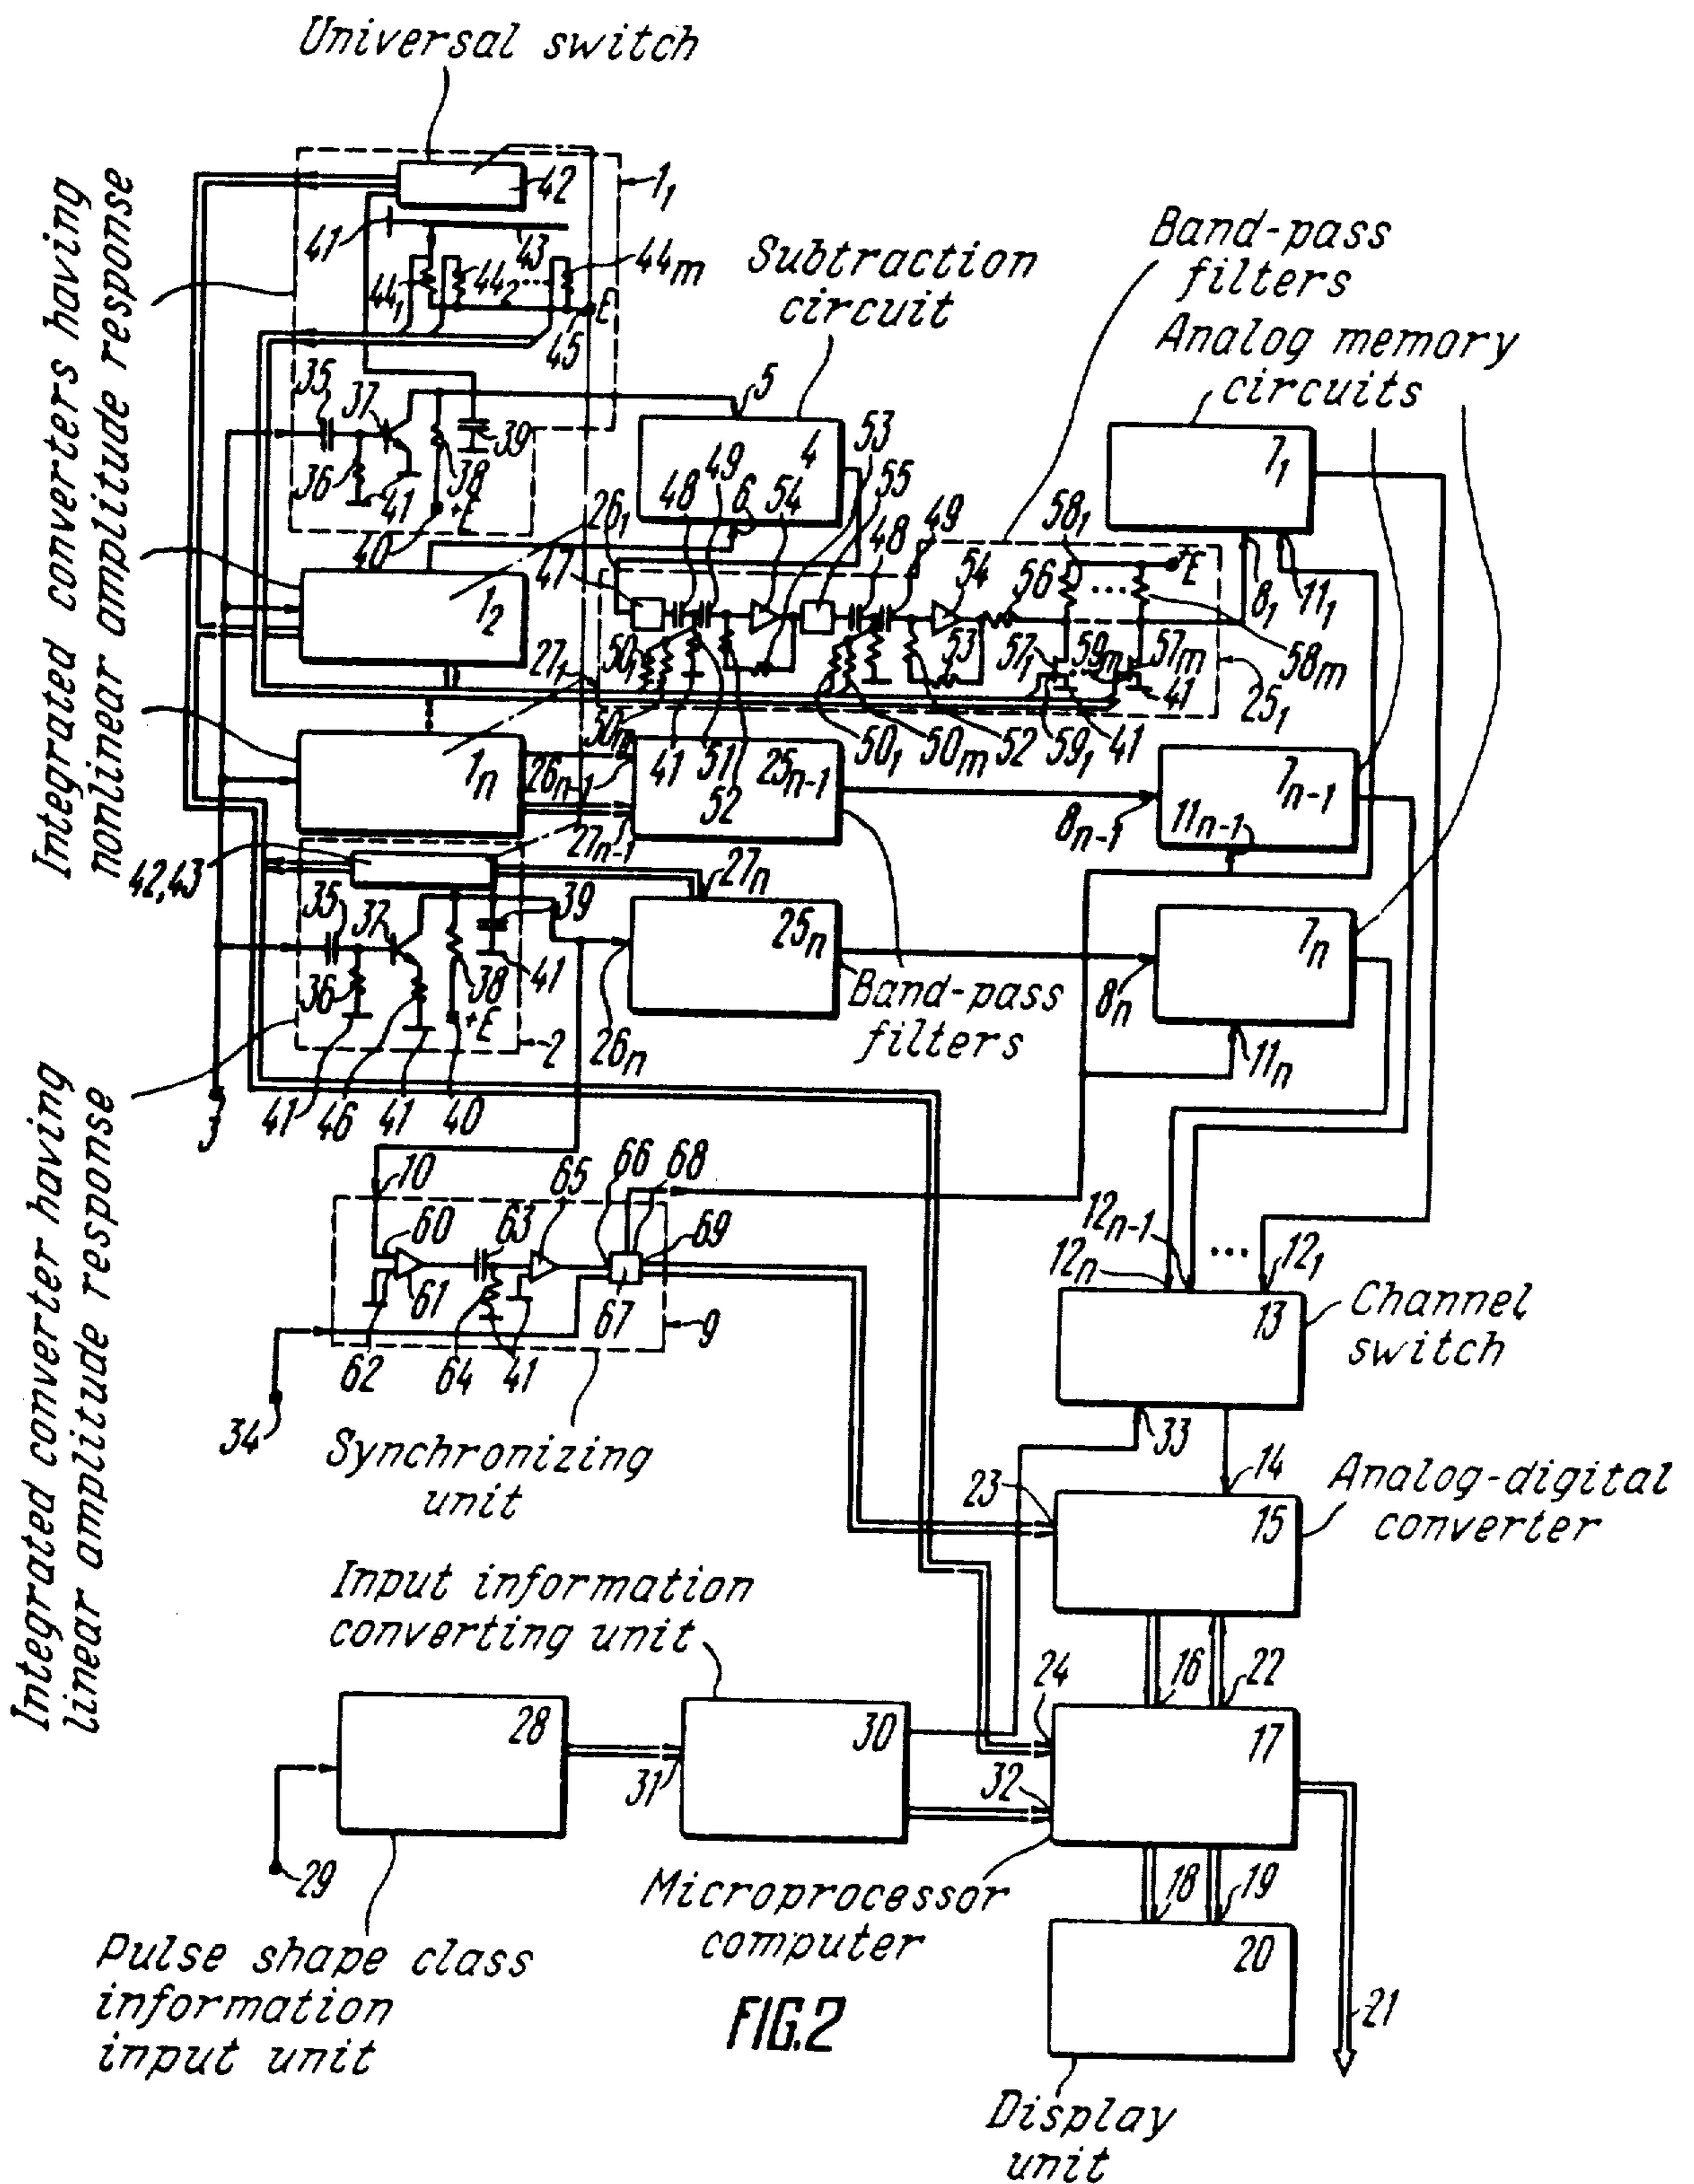 Universal switch
Integrated converters having
nonlinear amplitude response
42
1₁
41
43
44₁
44₂
...
44m
E
45
Subtraction
circuit
Band-pass
filters
Analog memory
circuits
35
37
39
36
41
38
+E
40
5
4
6
48
49
54
53
55
7₁
26₁
47
48
49
58₁
54
56
...
E
8₁
11₁
1₂
27₁
50₁
53
57₁
59m
57m
58m
41
25₁
50m
41
51
52
50₁
50m
52
59₁
41
1n
26n-1
27n-1
25n-1
8n-1
7n-1
11n-1
42,43
35
37
39
36
38
41
+E
2
27n
25n
26n
Band-pass
filters
8n
7n
11n
3
41
46
41
40
Integrated converter having
linear amplitude response
10
60
61
62
63
64
41
65
66
68
69
67
9
34
Synchronizing
unit
12n-1
12n
...
12₁
13
Channel
switch
33
14
23
15
Analog-digital
converter
Input information
converting unit
16
22
24
28
31
30
32
17
29
18
19
Microprocessor
computer
Pulse shape class
information
input unit
20
21
FIG.2
Display
unit